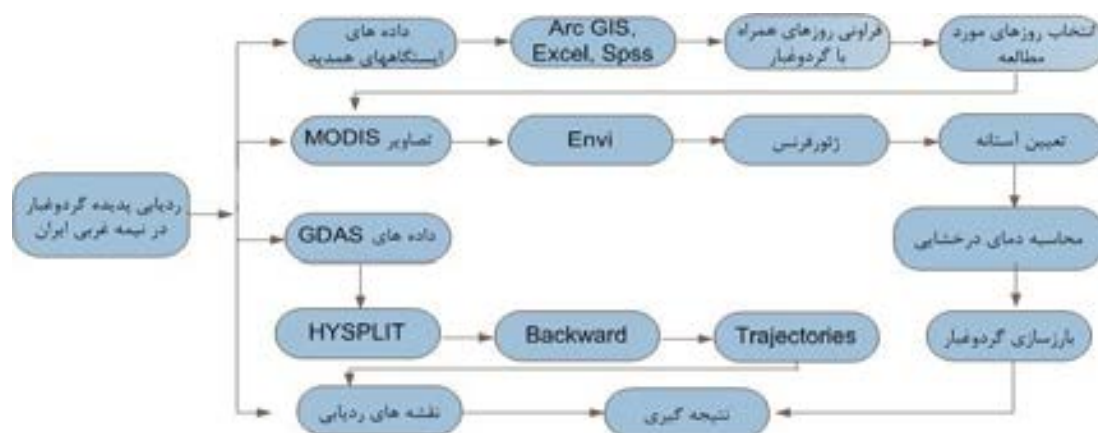 داده های
ایستگاههای همدید
Arc GIS,
Excel, Spss
فراونی روزهای همراه
با گردوغبار
انتخاب روزهای مورد
مطالعه
تصاویر MODIS
Envi
ژئورفرنس
تعیین آستانه
ردیابی پدیده گردوغبار
در نیمه غربی ایران
داده های GDAS
محاسبه دمای درخشایی
HYSPLIT
Backward
Trajectories
بارزسازی گردوغبار
نقشه های ردیابی
نتیجه گیری